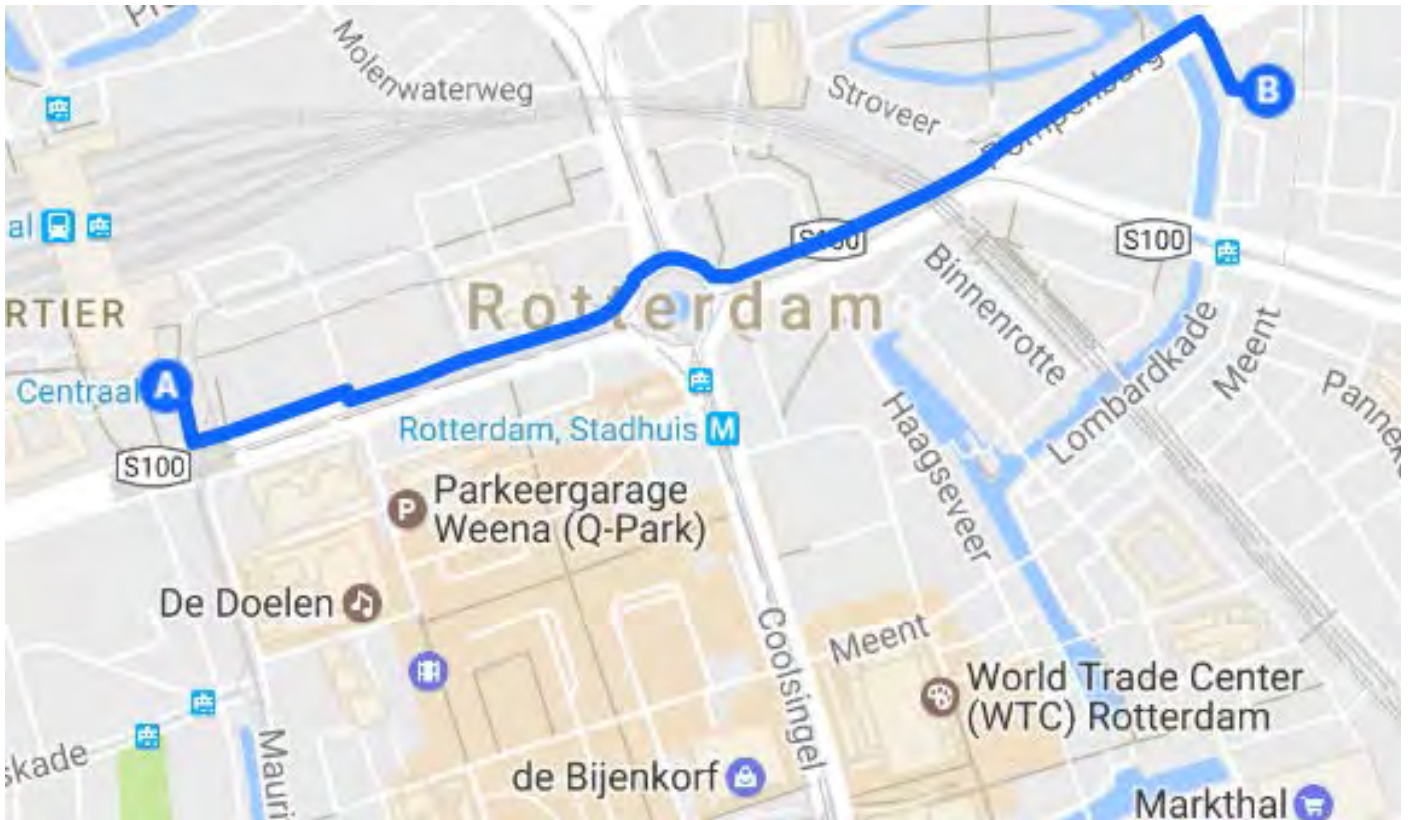 Molenwaterweg
Stroveer
Pompenburg
B
al
S100
S100
RTIER
Rotterdam
Binnenrotte
Centraal
A
Lombardkade
Meent
Rotterdam, Stadhuis M
S100
Haagseveer
P Parkeergarage
Weena (Q-Park)
De Doelen
Coolsingel
Meent
World Trade Center
(WTC) Rotterdam
skade
Mauri
de Bijenkorf
Markthal